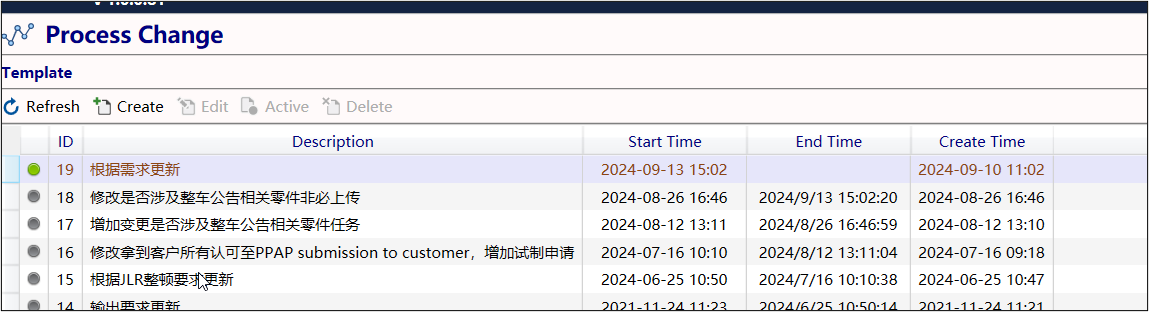 Process Change
Template
Refresh Create Edit Active Delete
ID Description Start Time End Time Create Time
19 根据需求更新 2024-09-13 15:02 2024-09-10 11:02
18 修改是否涉及整车公告相关零件非必上传 2024-08-26 16:46 2024/9/13 15:02:20 2024-08-26 16:46
17 增加变更是否涉及整车公告相关零件任务 2024-08-12 13:11 2024/8/26 16:46:59 2024-08-12 13:10
16 修改拿到客户所有认可至PPAP submission to customer，增加试制申请 2024-07-16 10:10 2024/8/12 13:11:04 2024-07-16 09:18
15 根据JLR整顿要求更新 2024-06-25 10:50 2024/7/16 10:10:38 2024-06-25 10:47
14 输出要求更新 2021-11-24 11:23 2024/6/25 10:50:14 2021-11-24 11:21